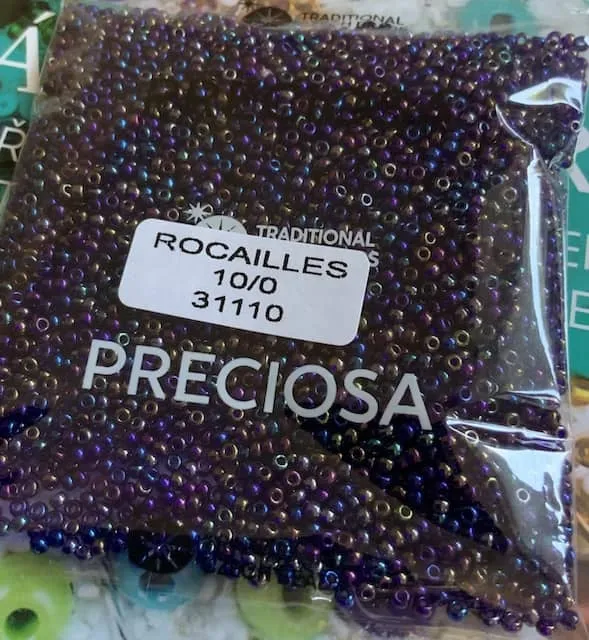 TRADITIONAL
TRADITIONAL
ROCAILLES
10/0
31110
PRECIOSA